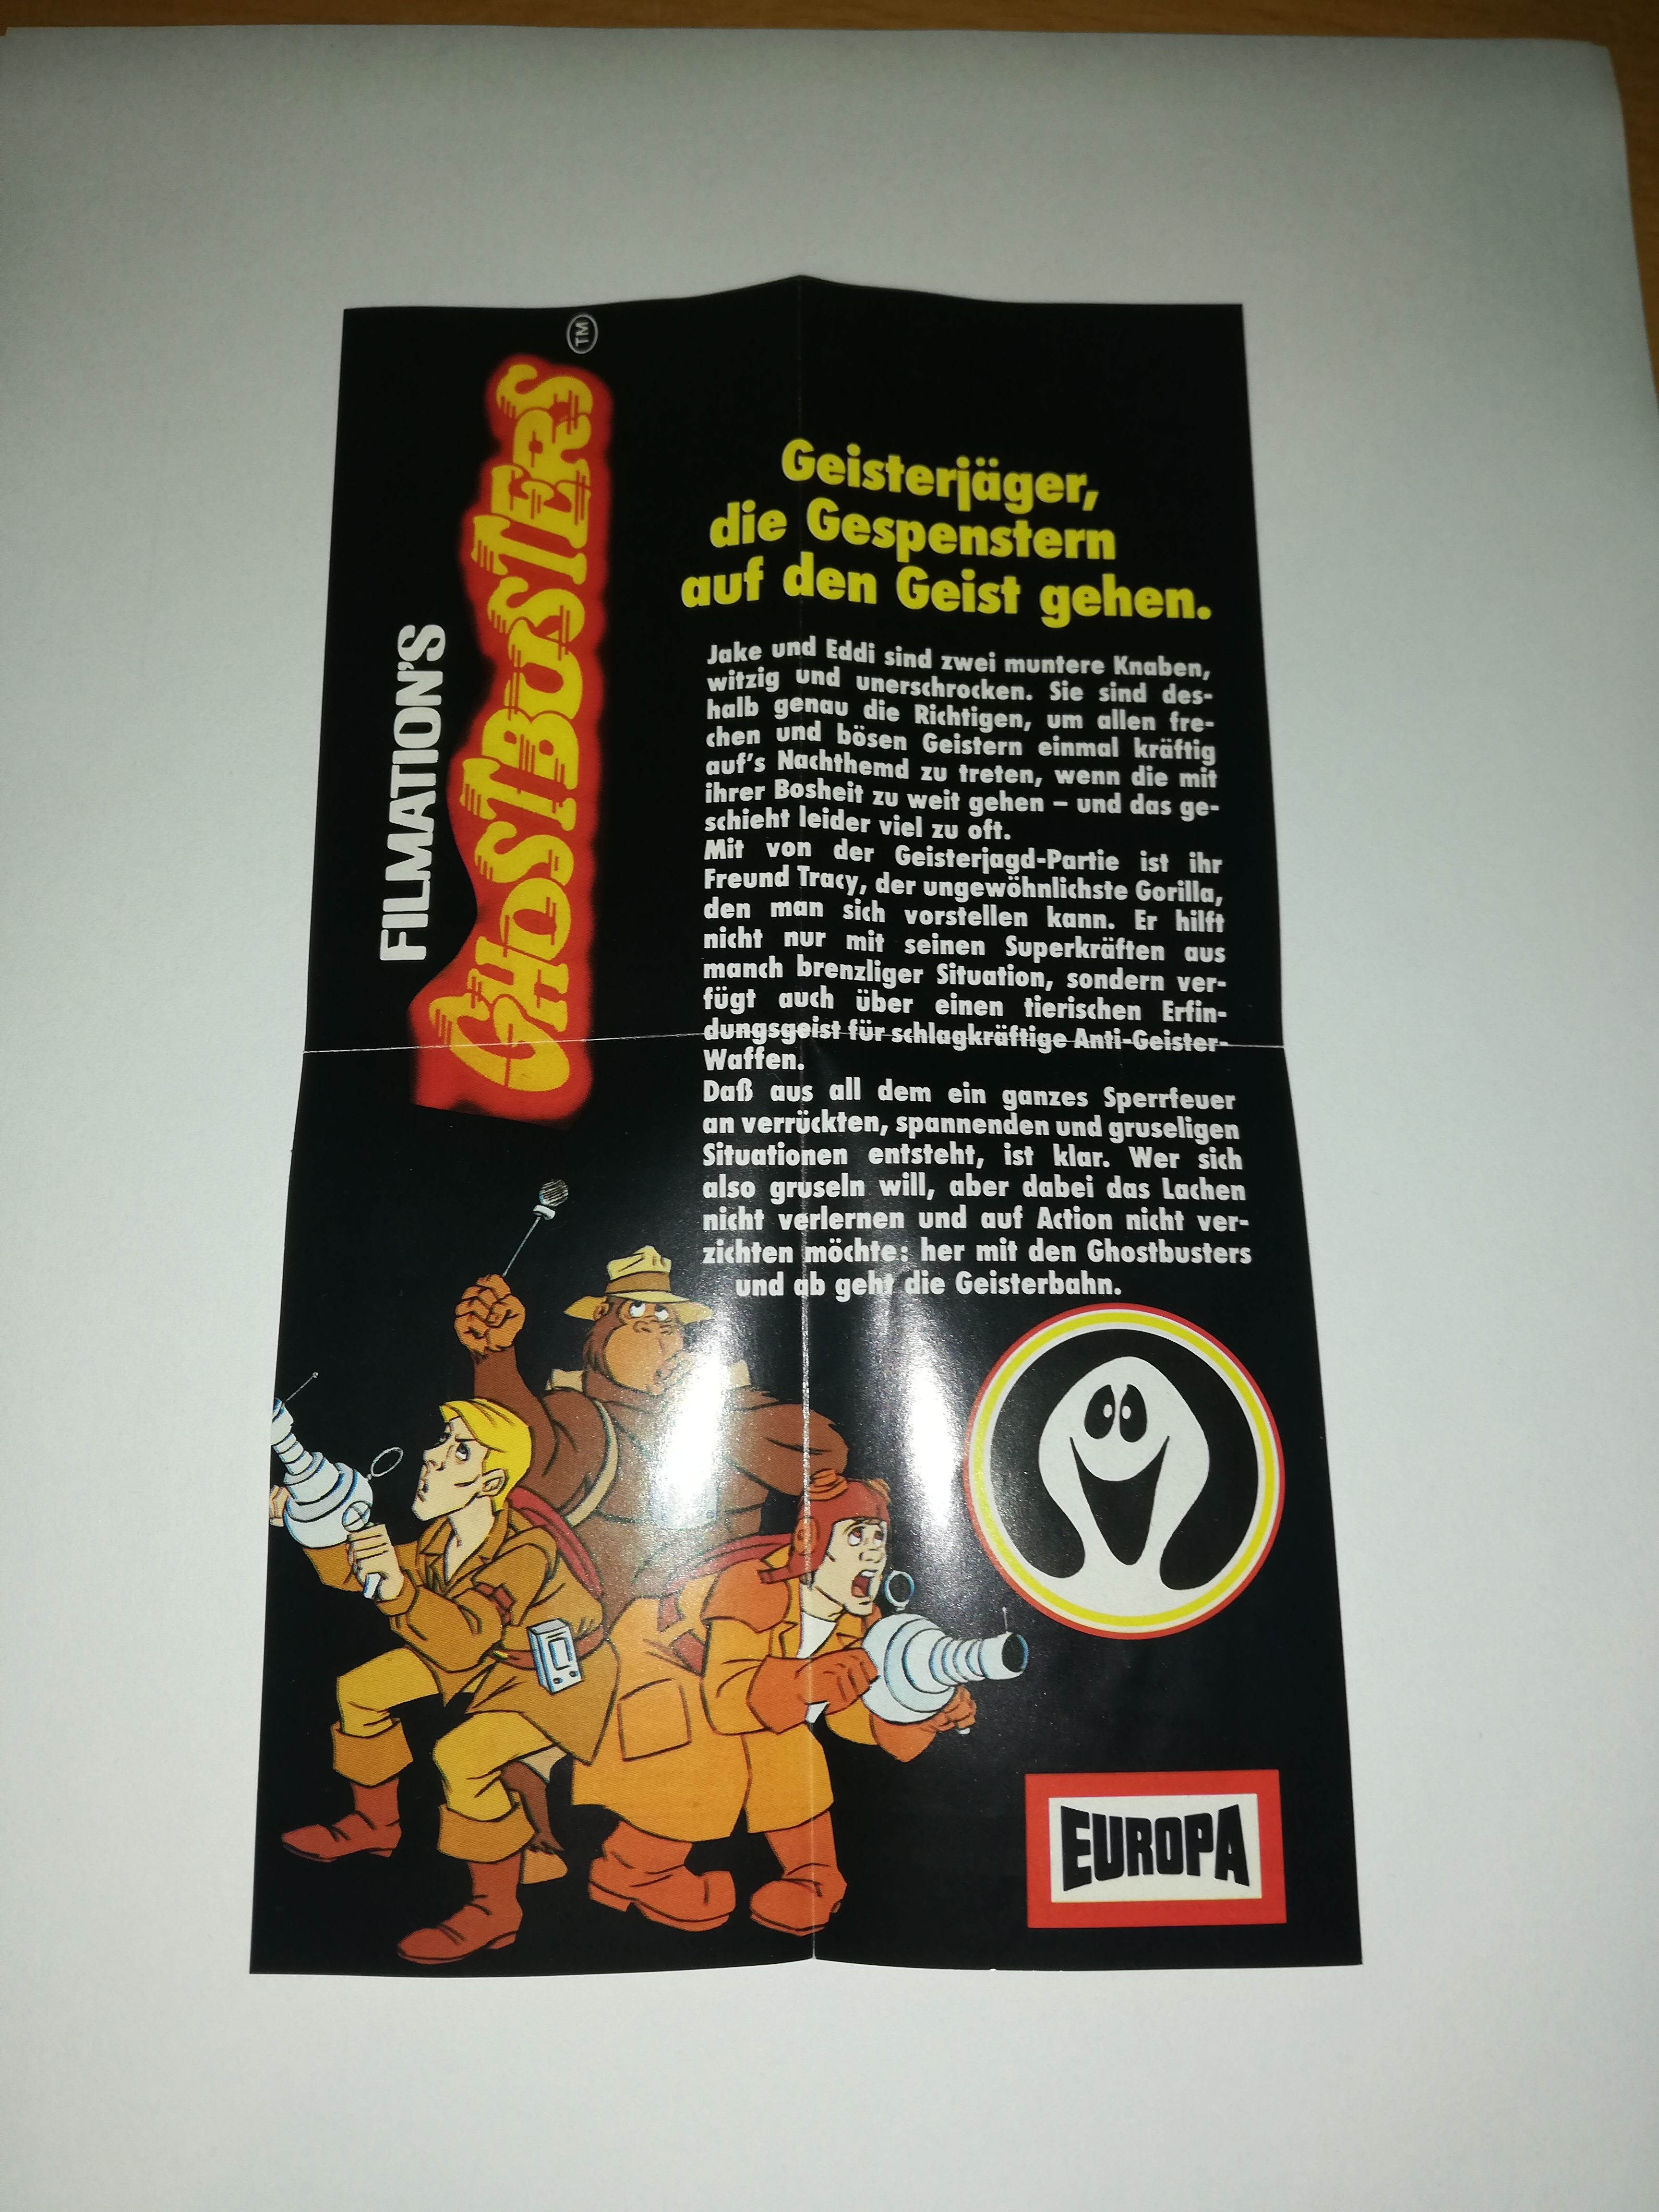 FILMATION'S
GHOSTBUSTERS
TM
Geisterjäger,
die Gespenstern
auf den Geist gehen.
Jake und Eddi sind zwei muntere Knaben,
witzig und unerschrocken. Sie sind des-
halb genau die Richtigen, um allen fre-
chen und bösen Geistern einmal kräftig
auf's Nachthemd zu treten, wenn die mit
ihrer Bosheit zu weit gehen – und das ge-
schieht leider viel zu oft.
Mit von der Geisterjagd-Partie ist ihr
Freund Tracy, der ungewöhnlichste Gorilla,
den man sich vorstellen kann. Er hilft
nicht nur mit seinen Superkräften aus
manch brenzliger Situation, sondern ver-
fügt auch über einen tierischen Erfin-
dungsgeist für schlagkräftige Anti-Geister-
Waffen.
Daß aus all dem ein ganzes Sperrfeuer
an verrückten, spannenden und gruseligen
Situationen entsteht, ist klar. Wer sich
also gruseln will, aber dabei das Lachen
nicht verlernen und auf Action nicht ver-
zichten möchte: her mit den Ghostbusters
und ab geht die Geisterbahn.
EUROPA